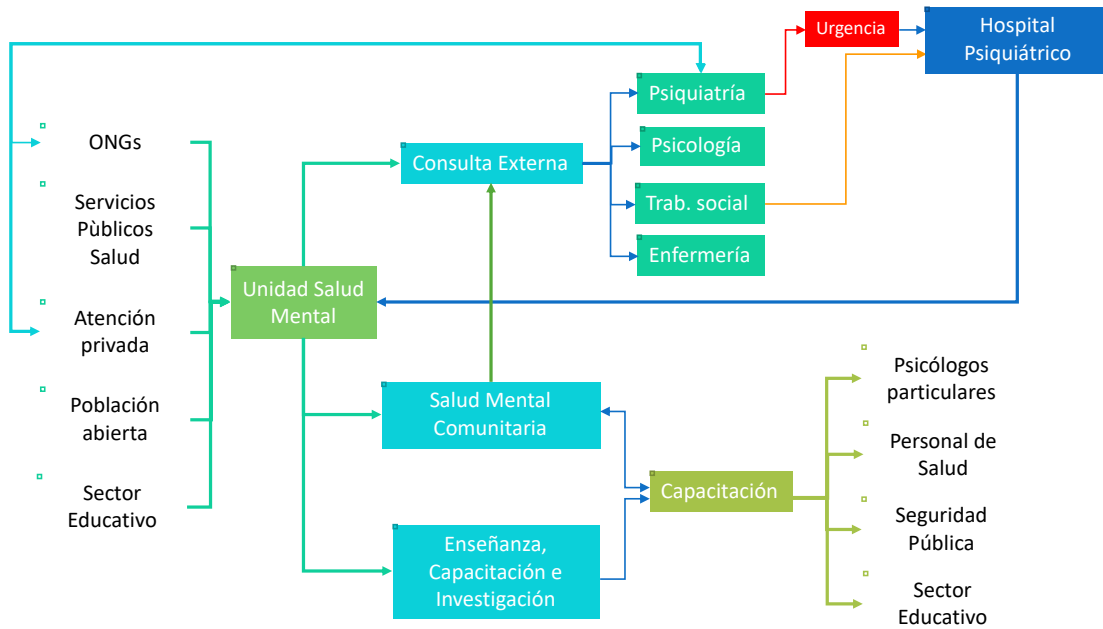 Urgencia
Hospital
Psiquiátrico
Psiquiatría
Psicología
Trab. social
Enfermería
Consulta Externa
ONGs
Servicios
Pùblicos
Salud
Atención
privada
Población
abierta
Sector
Educativo
Unidad Salud
Mental
Salud Mental
Comunitaria
Enseñanza,
Capacitación e
Investigación
Capacitación
Psicólogos
particulares
Personal de
Salud
Seguridad
Pública
Sector
Educativo